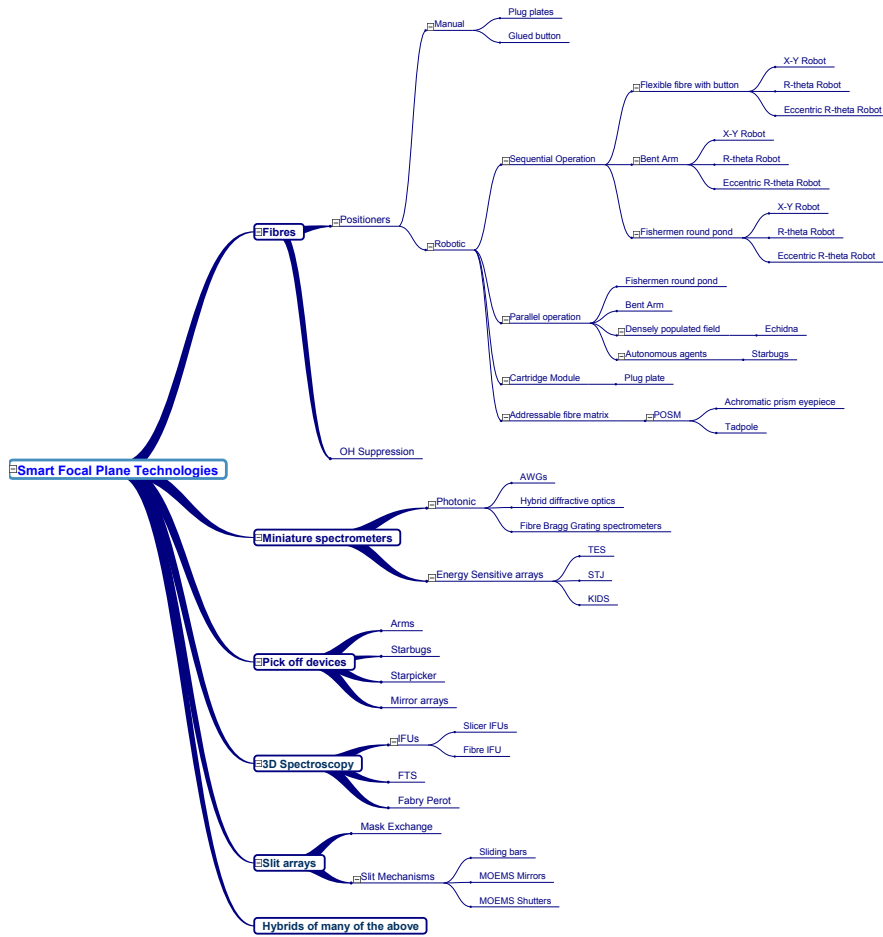 Smart Focal Plane Technologies
Fibres
Positioners
Manual
Plug plates
Glued button
Robotic
Sequential Operation
Flexible fibre with button
X-Y Robot
R-theta Robot
Eccentric R-theta Robot
Bent Arm
X-Y Robot
R-theta Robot
Eccentric R-theta Robot
Fishermen round pond
X-Y Robot
R-theta Robot
Eccentric R-theta Robot
Parallel operation
Fishermen round pond
Bent Arm
Densely populated field
Echidna
Autonomous agents
Starbugs
Cartridge Module
Plug plate
Addressable fibre matrix
POSM
Achromatic prism eyepiece
Tadpole
OH Suppression
Miniature spectrometers
Photonic
AWGs
Hybrid diffractive optics
Fibre Bragg Grating spectrometers
Energy Sensitive arrays
TES
STJ
KIDS
Pick off devices
Arms
Starbugs
Starpicker
Mirror arrays
3D Spectroscopy
IFUs
Slicer IFUs
Fibre IFU
FTS
Fabry Perot
Slit arrays
Mask Exchange
Slit Mechanisms
Sliding bars
MOEMS Mirrors
MOEMS Shutters
Hybrids of many of the above